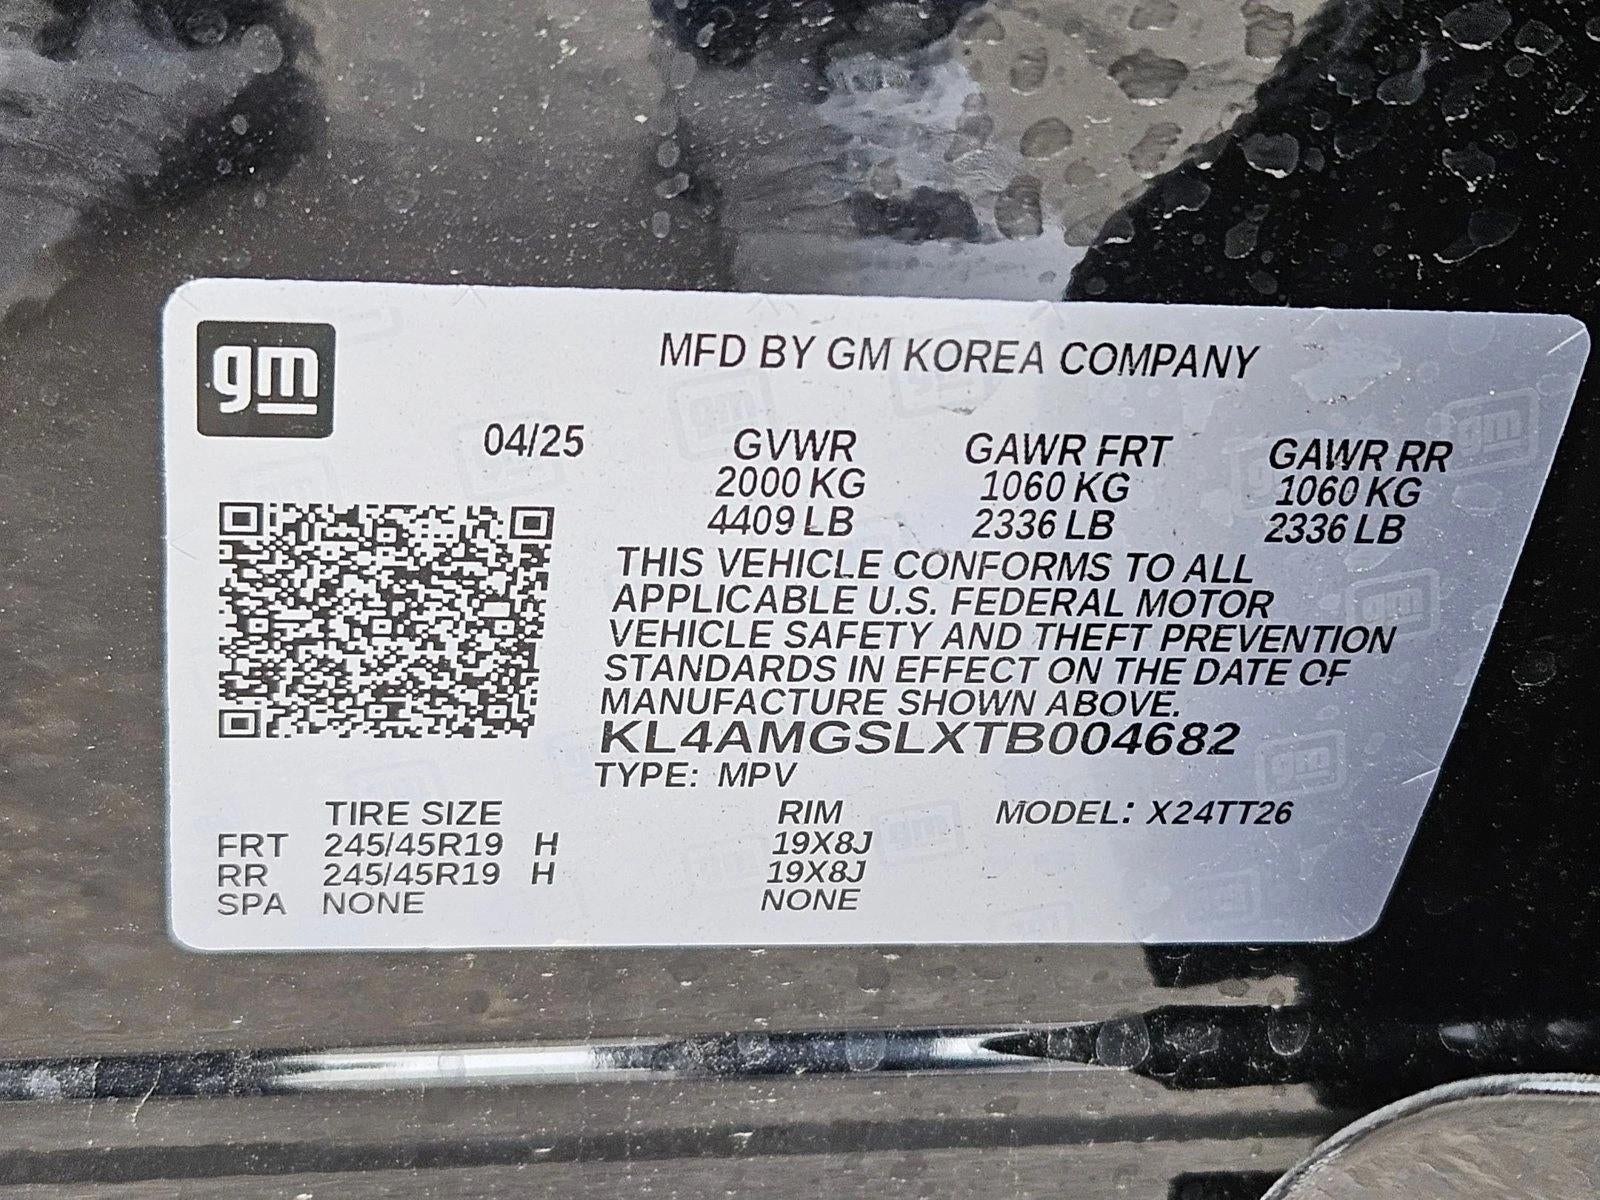 gm
MFD BY GM KOREA COMPANY
04/25 GVWR GAWR FRT GAWR RR
2000 KG 1060 KG 1060 KG
4409 LB 2336 LB 2336 LB
THIS VEHICLE CONFORMS TO ALL
APPLICABLE U.S. FEDERAL MOTOR
VEHICLE SAFETY AND THEFT PREVENTION
STANDARDS IN EFFECT ON THE DATE OF
MANUFACTURE SHOWN ABOVE.
KL4AMGSLXTB004682
TYPE: MPV
TIRE SIZE RIM MODEL: X24TT26
FRT 245/45R19 H 19X8J
RR 245/45R19 H 19X8J
SPA NONE NONE